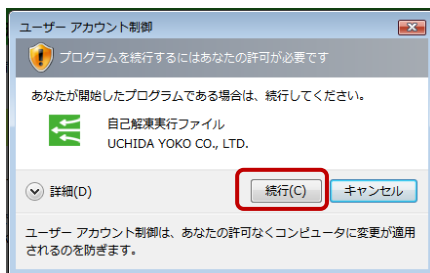 ユーザー アカウント制御
プログラムを続行するにはあなたの許可が必要です
あなたが開始したプログラムである場合は、続行してください。
自己解凍実行ファイル
UCHIDA YOKO CO., LTD.
詳細(D)
続行(C)
キャンセル
ユーザー アカウント制御は、あなたの許可なくコンピュータに変更が適用
されるのを防ぎます。